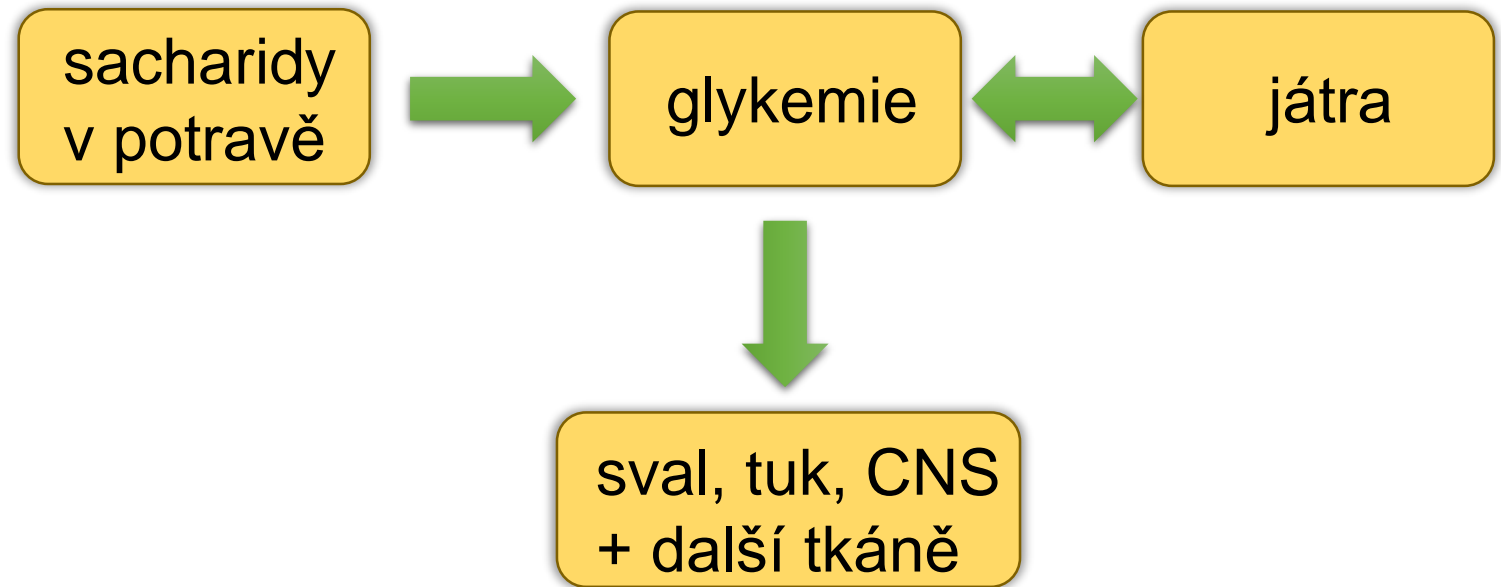 sacharidy
v potravě
glykemie
játra
sval, tuk, CNS
+ další tkáně